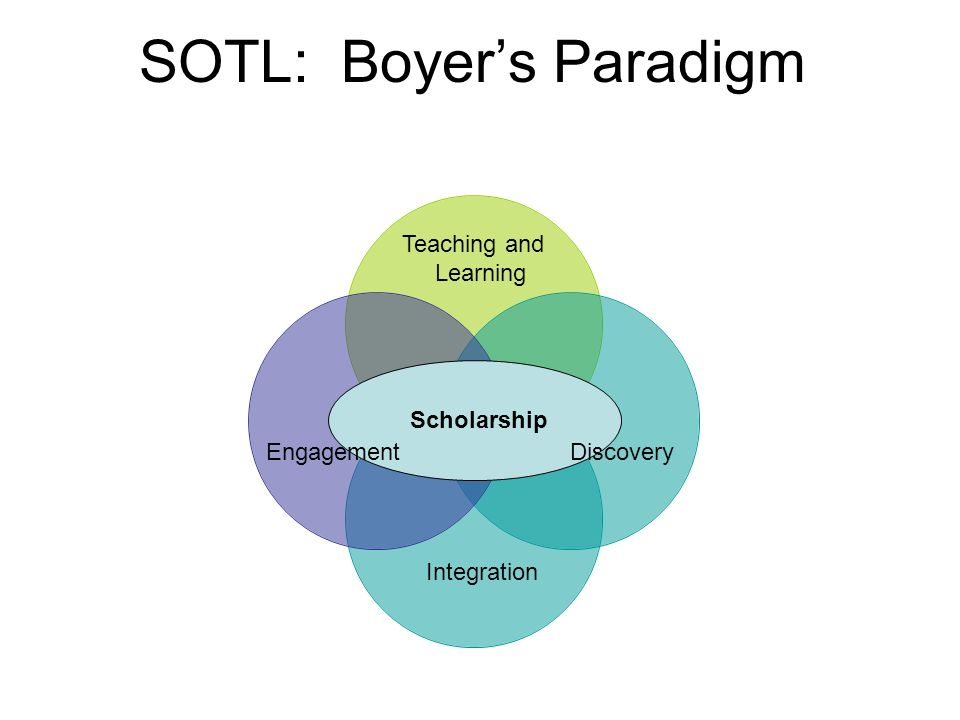 SOTL: Boyer’s Paradigm
Teaching and
Learning
Scholarship
Engagement
Discovery
Integration